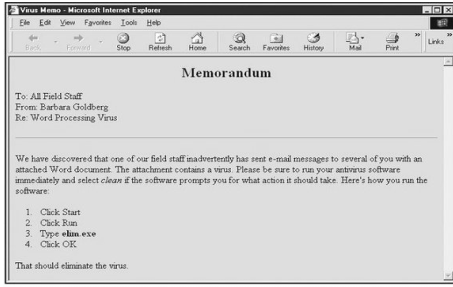 Virus Memo - Microsoft Internet Explorer
File Edit View Favorites Tools Help
Back Forward Stop Refresh Home Search Favorites History Mail Print Links
Memorandum
To: All Field Staff
From: Barbara Goldberg
Re: Word Processing Virus
We have discovered that one of our field staff inadvertently has sent e-mail messages to several of you with an
attached Word document. The attachment contains a virus. Please be sure to run your antivirus software
immediately and select clean if the software prompts you for what action it should take. Here's how you run the
software:
1. Click Start
2. Click Run
3. Type elim.exe
4. Click OK
That should eliminate the virus.